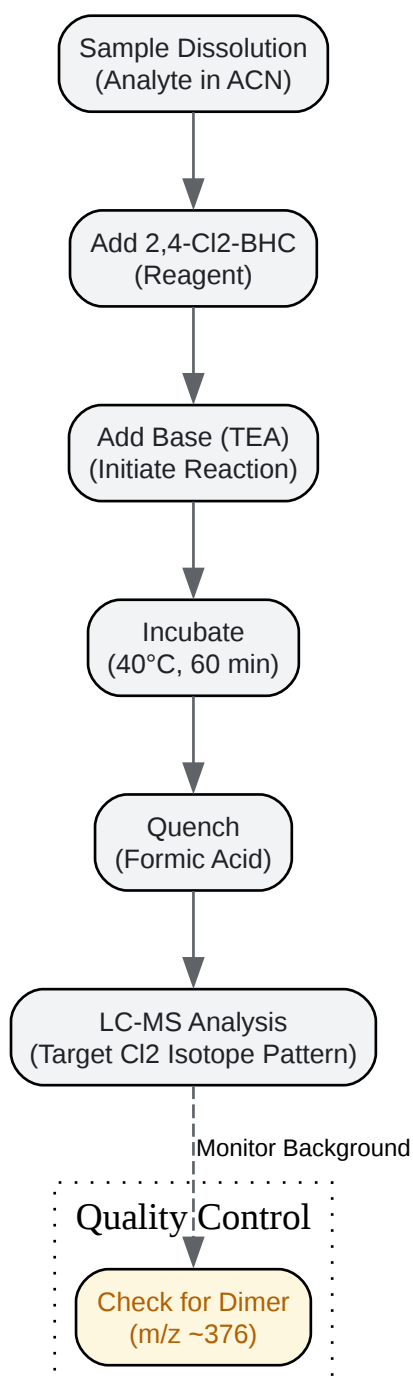 Sample Dissolution
(Analyte in ACN)
Add 2,4-Cl2-BHC
(Reagent)
Add Base (TEA)
(Initiate Reaction)
Incubate
(40°C, 60 min)
Quench
(Formic Acid)
LC-MS Analysis
(Target Cl2 Isotope Pattern)
Monitor Background
Quality Control
Check for Dimer
(m/z ~376)